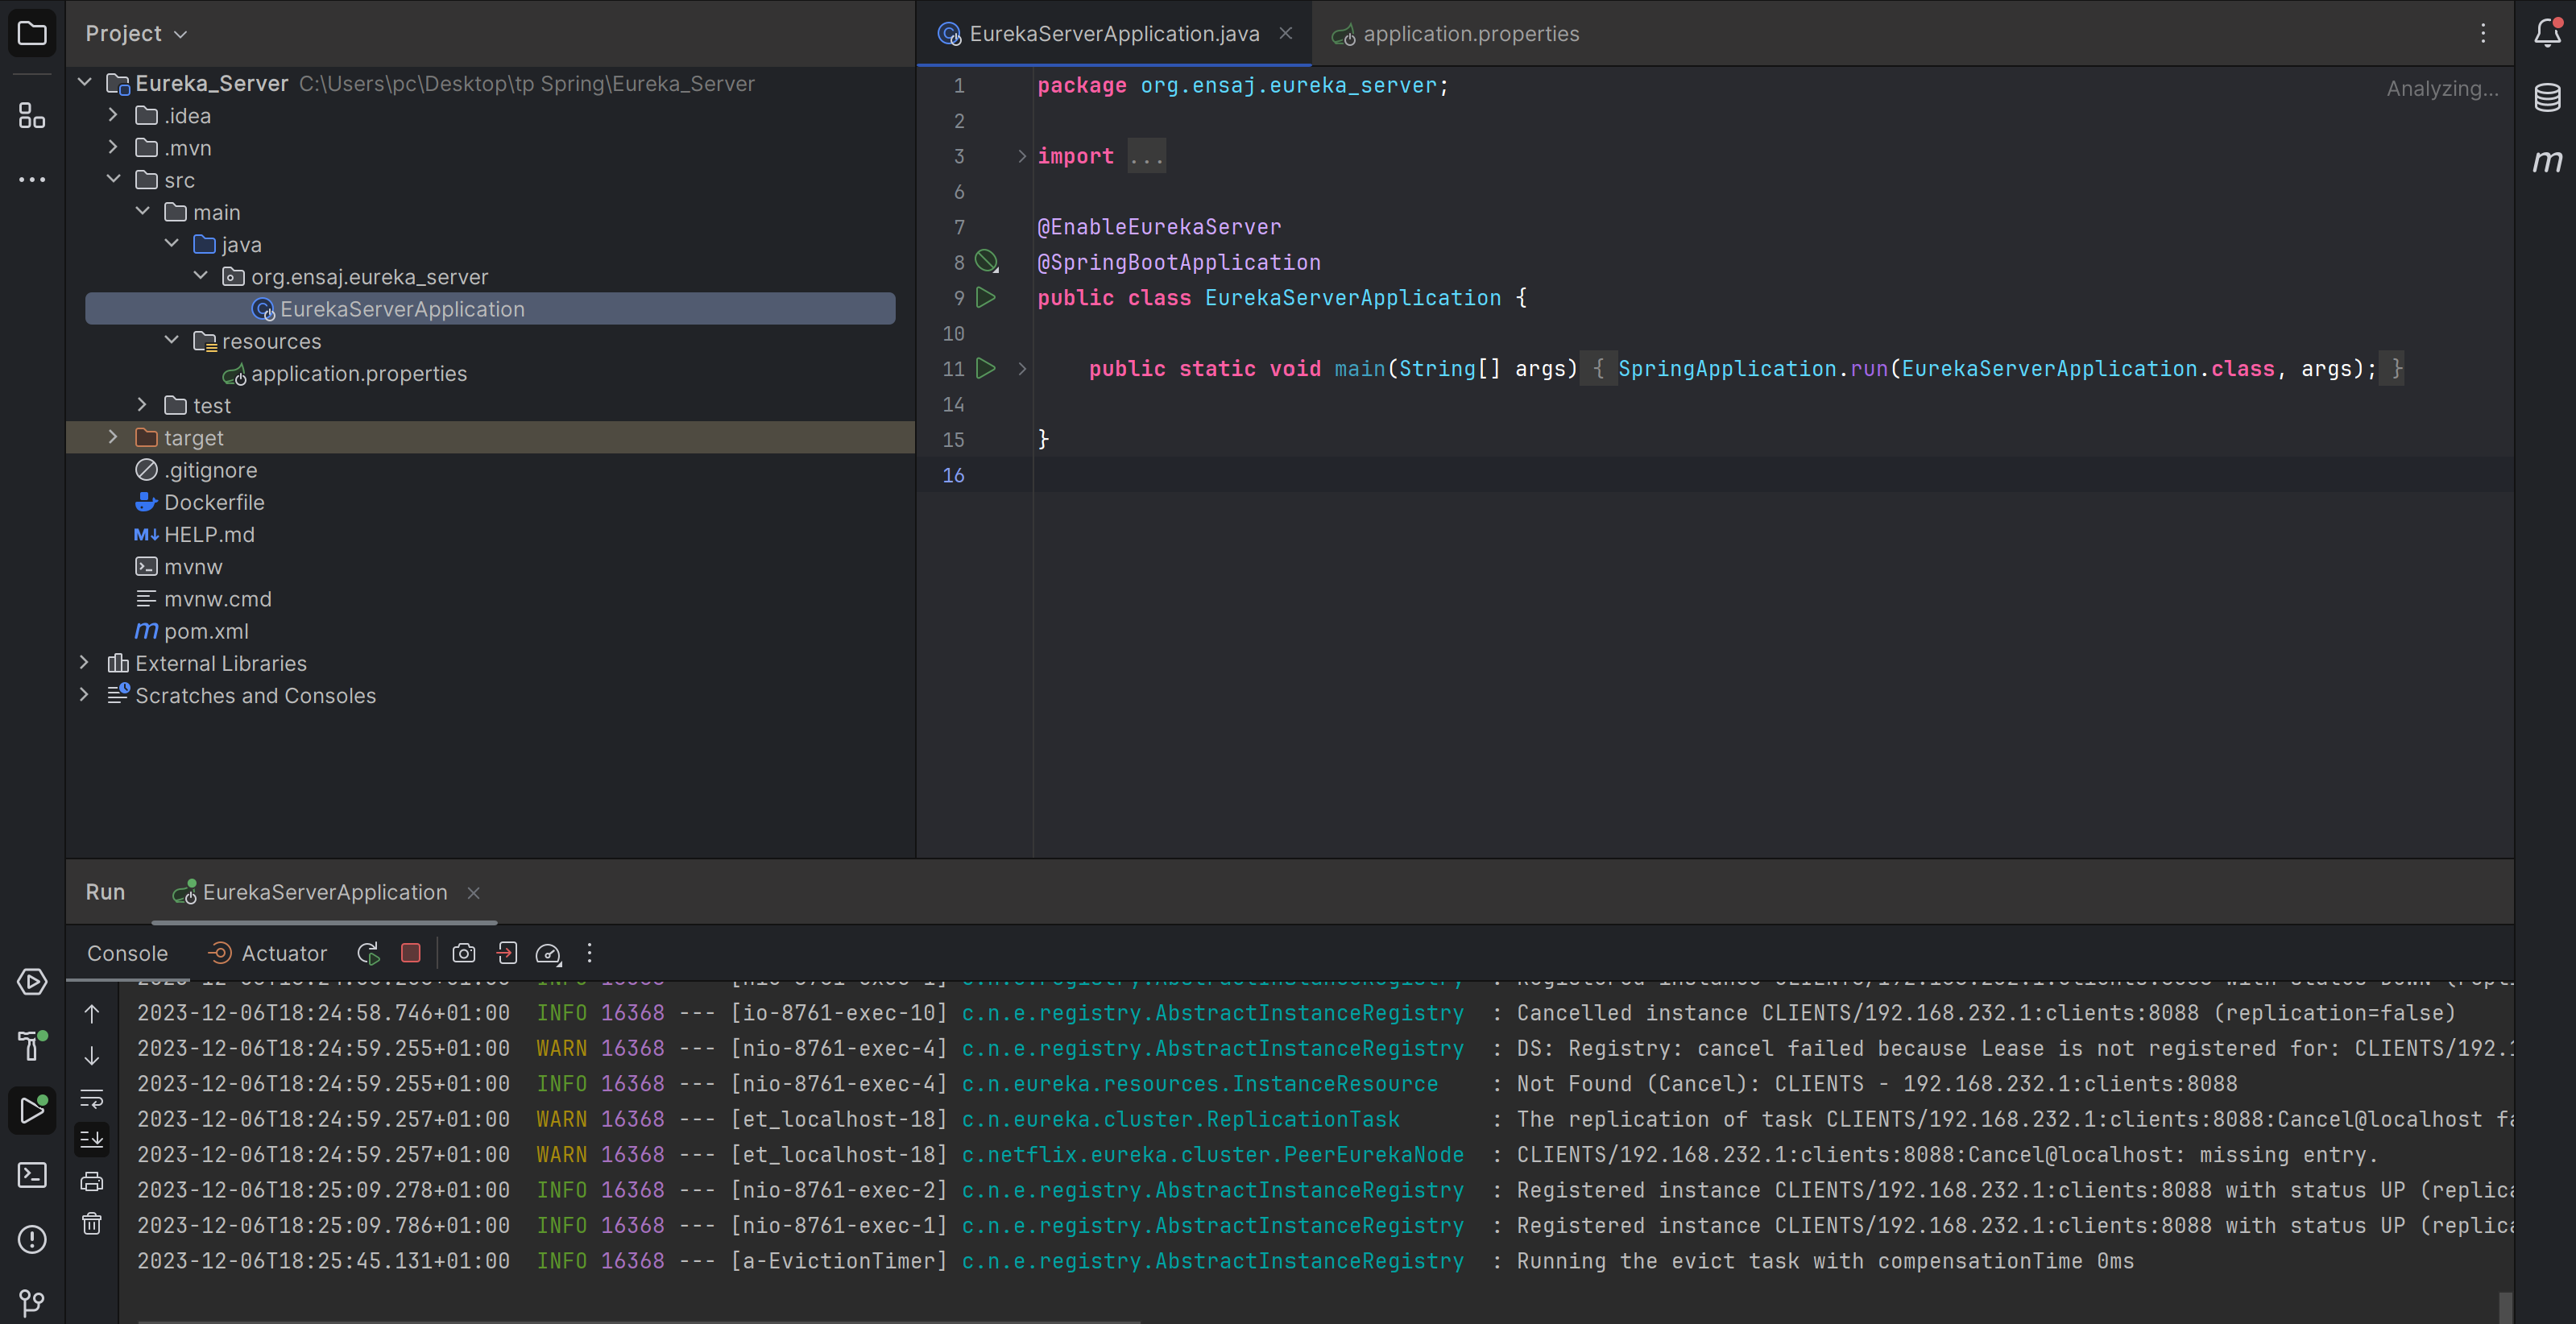 Project
Eureka_Server C:\Users\pc\Desktop\tp Spring\Eureka_Server
.idea
.mvn
src
main
java
org.ensaj.eureka_server
EurekaServerApplication
resources
application.properties
test
target
.gitignore
Dockerfile
M↓ HELP.md
mvnw
mvnw.cmd
m pom.xml
External Libraries
Scratches and Consoles
EurekaServerApplication.java
application.properties
Analyzing...
m
1 package org.ensaj.eureka_server;
2
3 import ...
6
7 @EnableEurekaServer
8 @SpringBootApplication
9 public class EurekaServerApplication {
10
11 public static void main(String[] args) { SpringApplication.run(EurekaServerApplication.class, args); }
14
15 }
16
Run EurekaServerApplication
Console Actuator
2023-12-06T18:24:58.746+01:00 INFO 16368 --- [io-8761-exec-10] c.n.e.registry.AbstractInstanceRegistry : Cancelled instance CLIENTS/192.168.232.1:clients:8088 (replication=false)
2023-12-06T18:24:59.255+01:00 WARN 16368 --- [nio-8761-exec-4] c.n.e.registry.AbstractInstanceRegistry : DS: Registry: cancel failed because Lease is not registered for: CLIENTS/192.1
2023-12-06T18:24:59.255+01:00 INFO 16368 --- [nio-8761-exec-4] c.n.eureka.resources.InstanceResource : Not Found (Cancel): CLIENTS - 192.168.232.1:clients:8088
2023-12-06T18:24:59.257+01:00 WARN 16368 --- [et_localhost-18] c.n.eureka.cluster.ReplicationTask : The replication of task CLIENTS/192.168.232.1:clients:8088:Cancel@localhost fa
2023-12-06T18:24:59.257+01:00 WARN 16368 --- [et_localhost-18] c.netflix.eureka.cluster.PeerEurekaNode : CLIENTS/192.168.232.1:clients:8088:Cancel@localhost: missing entry.
2023-12-06T18:25:09.278+01:00 INFO 16368 --- [nio-8761-exec-2] c.n.e.registry.AbstractInstanceRegistry : Registered instance CLIENTS/192.168.232.1:clients:8088 with status UP (replica
2023-12-06T18:25:09.786+01:00 INFO 16368 --- [nio-8761-exec-1] c.n.e.registry.AbstractInstanceRegistry : Registered instance CLIENTS/192.168.232.1:clients:8088 with status UP (replica
2023-12-06T18:25:45.131+01:00 INFO 16368 --- [a-EvictionTimer] c.n.e.registry.AbstractInstanceRegistry : Running the evict task with compensationTime 0ms